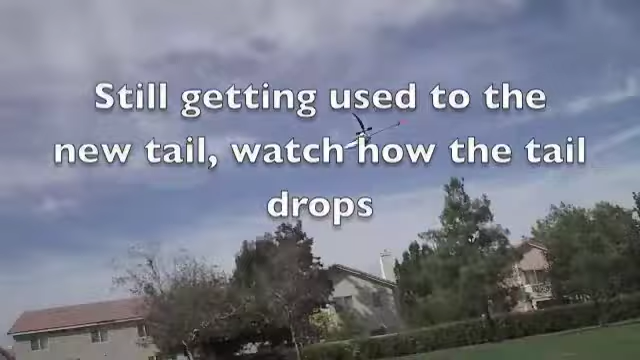 Still getting used to the
new tail, watch how the tail
drops